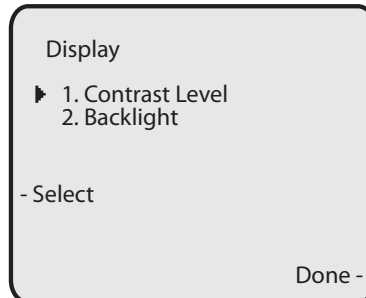 Display
1. Contrast Level
2. Backlight
- Select
Done -